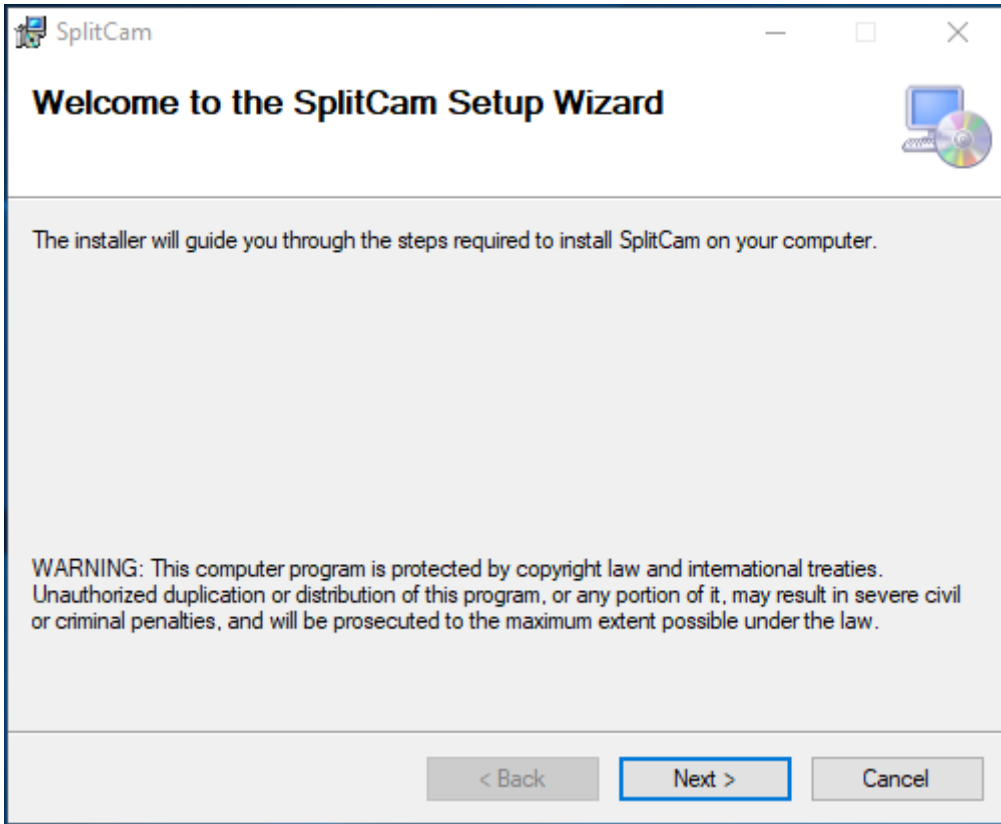 SplitCam
Welcome to the SplitCam Setup Wizard
The installer will guide you through the steps required to install SplitCam on your computer.
WARNING: This computer program is protected by copyright law and international treaties.
Unauthorized duplication or distribution of this program, or any portion of it, may result in severe civil
or criminal penalties, and will be prosecuted to the maximum extent possible under the law.
< Back Next > Cancel